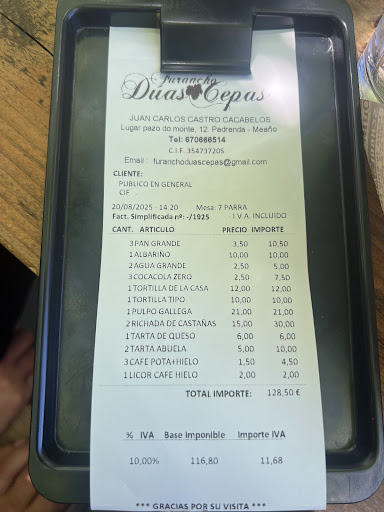 Furancho
Dúas Cepas
JUAN CARLOS CASTRO CACABELOS
Lugar pazo do monte, 12. Padrenda - Meaño
Tel: 670666514
C.I.F. 35473720S
Email : furanchoduascepas@gmail.com
CLIENTE:
PUBLICO EN GENERAL
CIF .
20/08/2025 - 14:20 Mesa: 7 PARRA
Fact. Simplificada nº: -/1925 I.V.A. INCLUIDO
CANT. ARTICULO PRECIO IMPORTE
3 PAN GRANDE 3,50 10,50
1 ALBARIÑO 10,00 10,00
2 AGUA GRANDE 2,50 5,00
3 COCACOLA ZERO 2,50 7,50
1 TORTILLA DE LA CASA 12,00 12,00
1 TORTILLA TIPO 10,00 10,00
1 PULPO GALLEGA 21,00 21,00
2 RICHADA DE CASTAÑAS 15,00 30,00
1 TARTA DE QUESO 6,00 6,00
2 TARTA ABUELA 5,00 10,00
3 CAFE POTA+HIELO 1,50 4,50
1 LICOR CAFE HIELO 2,00 2,00
TOTAL IMPORTE: 128,50 €
% IVA Base Imponible Importe IVA
10,00% 116,80 11,68
*** GRACIAS POR SU VISITA ***